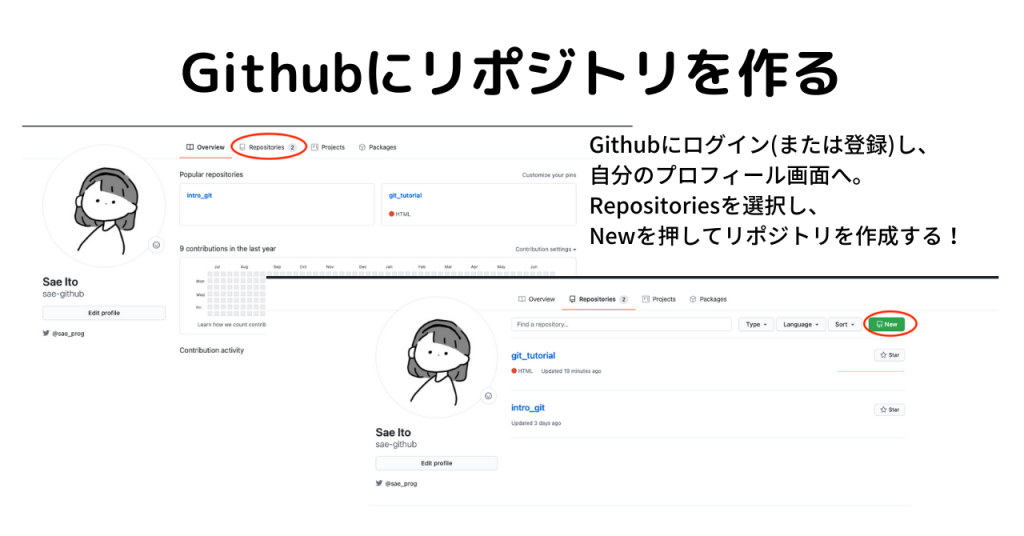 Githubにリポジトリを作る
Githubにログイン(または登録)し、
自分のプロフィール画面へ。
Repositoriesを選択し、
Newを押してリポジトリを作成する！
Overview Repositories 2 Projects Packages
Popular repositories Customize your pins
intro_git git_tutorial
HTML
9 contributions in the last year Contribution settings
Jul Aug Sep Oct Nov Dec Jan Feb Mar Apr May Jun
Mon
Wed
Fri
Learn how we count contrib
Contribution activity
Sae Ito
sae-github
Edit profile
@sae_prog
Overview Repositories 2 Projects Packages
Find a repository... Type Language Sort New
git_tutorial Star
HTML Updated 19 minutes ago
intro_git Star
Updated 3 days ago
Sae Ito
sae-github
Edit profile
@sae_prog